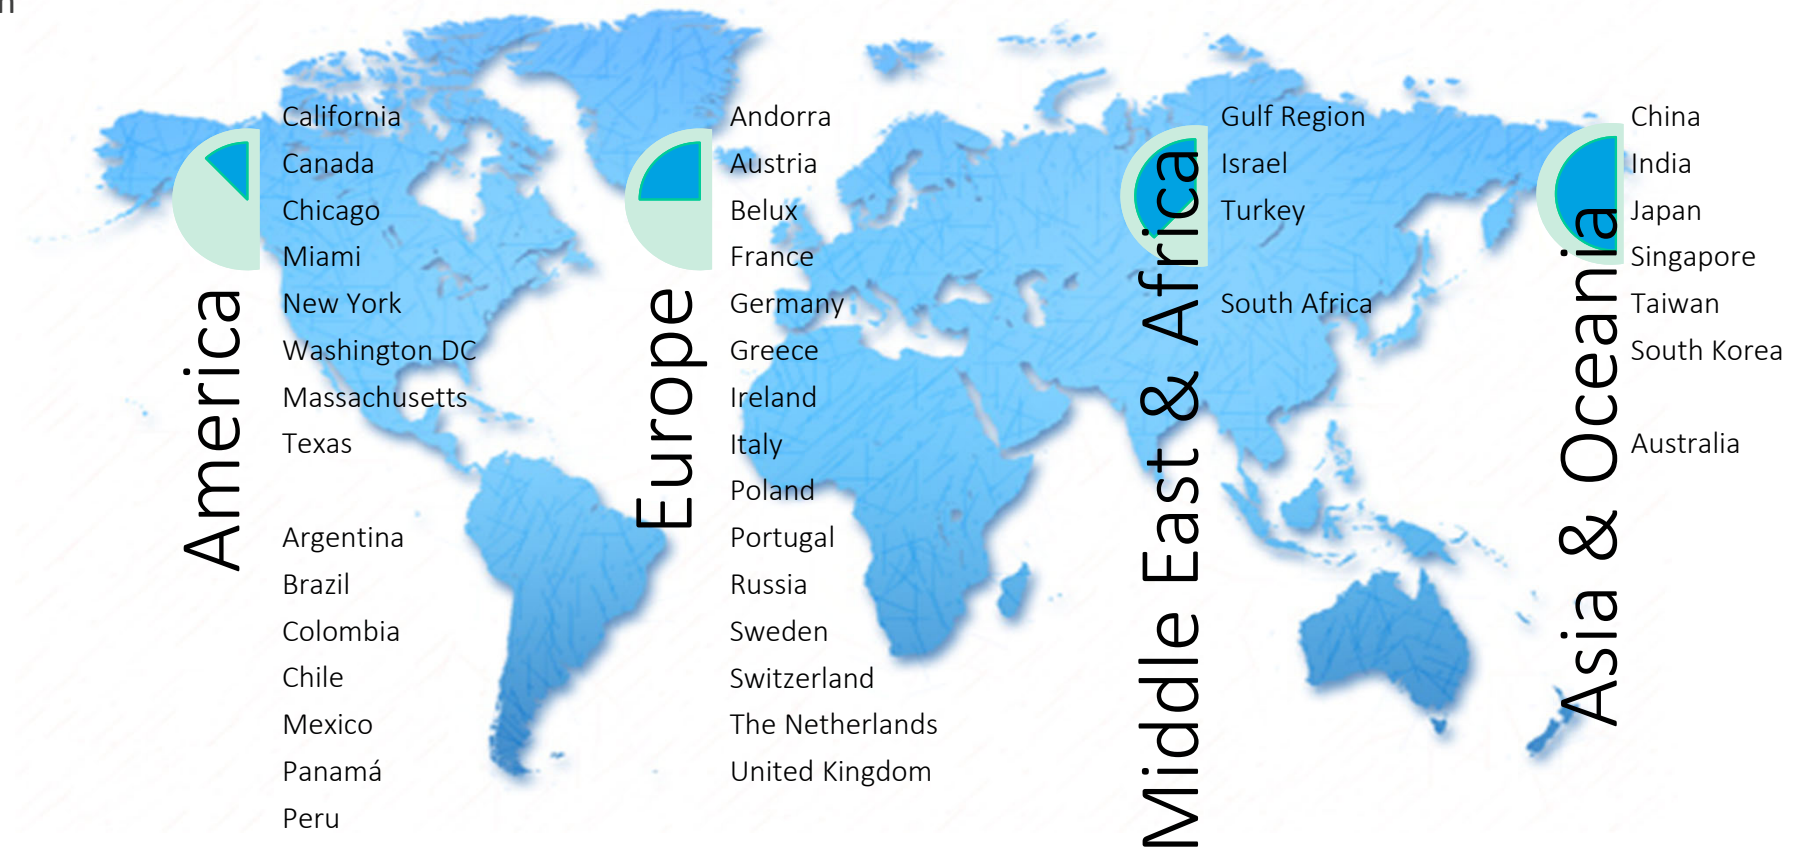 America
California
Canada
Chicago
Miami
New York
Washington DC
Massachusetts
Texas
Argentina
Brazil
Colombia
Chile
Mexico
Panamá
Peru
Europe
Andorra
Austria
Belux
France
Germany
Greece
Ireland
Italy
Poland
Portugal
Russia
Sweden
Switzerland
The Netherlands
United Kingdom
Middle East & Africa
Gulf Region
Israel
Turkey
South Africa
Asia & Oceania
China
India
Japan
Singapore
Taiwan
South Korea
Australia